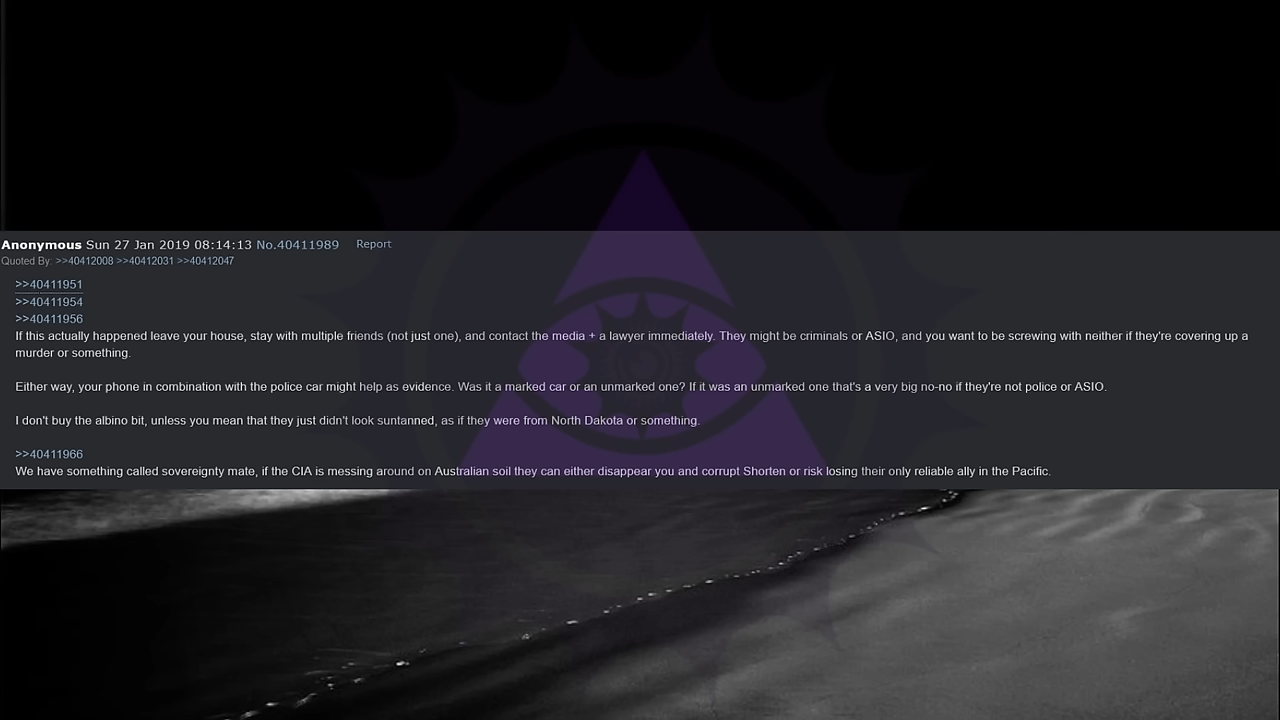 Anonymous Sun 27 Jan 2019 08:14:13 No.40411989 Report
Quoted By: >>40412008 >>40412031 >>40412047
>>40411951
>>40411954
>>40411956
If this actually happened leave your house, stay with multiple friends (not just one), and contact the media + a lawyer immediately. They might be criminals or ASIO, and you want to be screwing with neither if they're covering up a
murder or something.
Either way, your phone in combination with the police car might help as evidence. Was it a marked car or an unmarked one? If it was an unmarked one that's a very big no-no if they're not police or ASIO.
I don't buy the albino bit, unless you mean that they just didn't look suntanned, as if they were from North Dakota or something.
>>40411966
We have something called sovereignty mate, if the CIA is messing around on Australian soil they can either disappear you and corrupt Shorten or risk losing their only reliable ally in the Pacific.